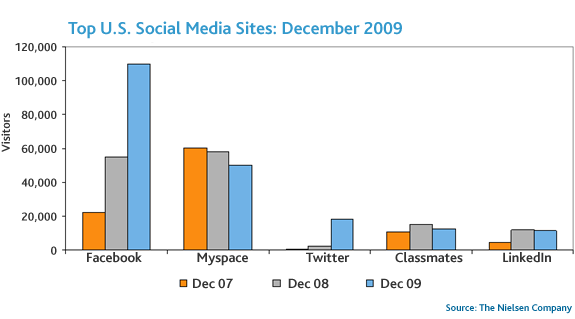 Top U.S. Social Media Sites: December 2009
120,000
100,000
80,000
60,000
40,000
20,000
0
Visitors
Facebook Myspace Twitter Classmates LinkedIn
Dec 07 Dec 08 Dec 09
Source: The Nielsen Company